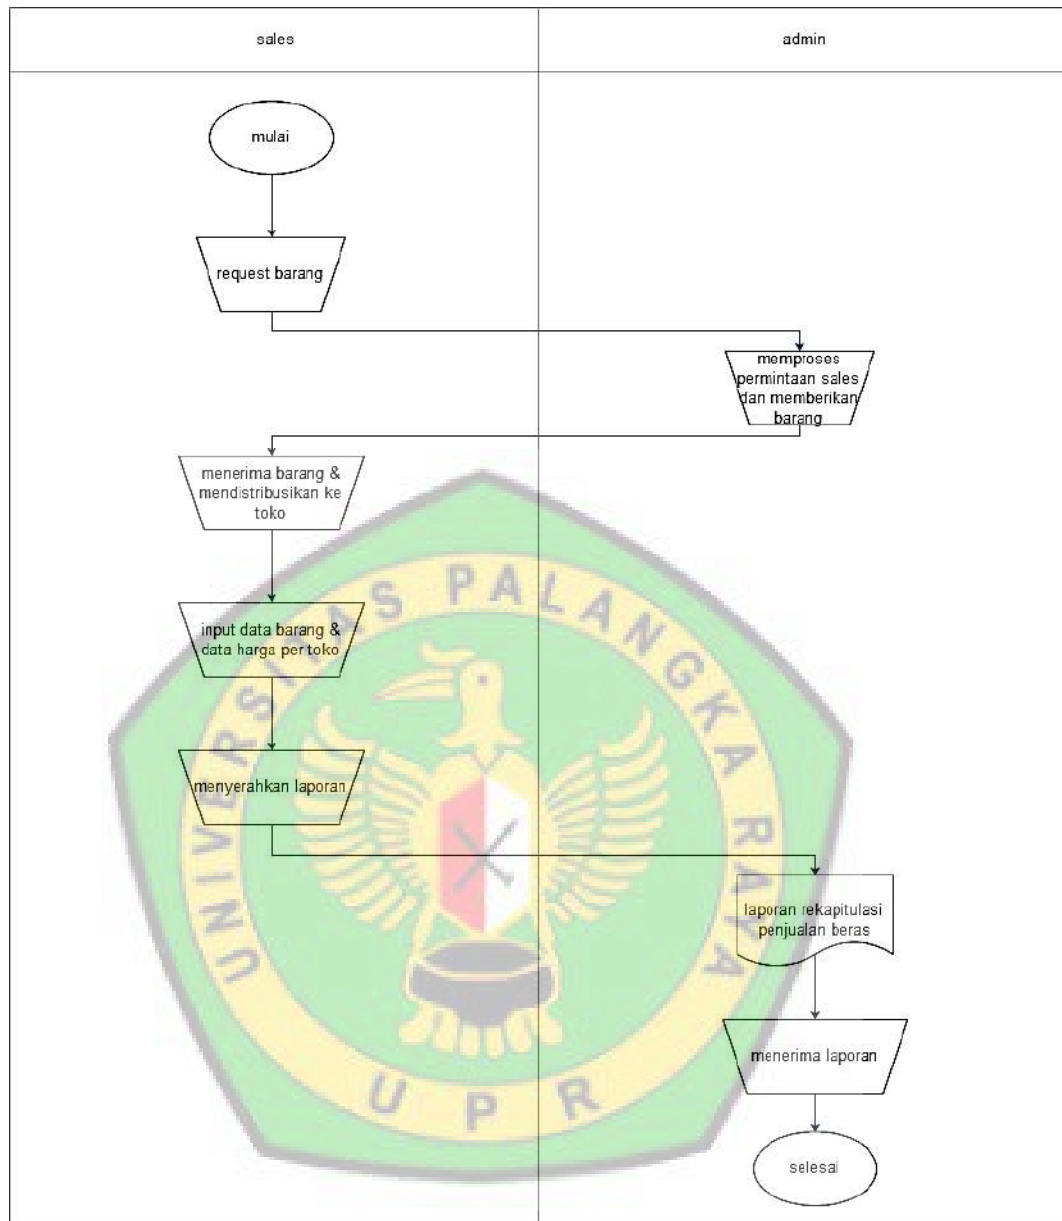 sales
admin
mulai
request barang
memproses
permintaan sales
dan memberikan
barang
menerima barang &
mendistribusikan ke
toko
input data barang &
data harga per toko
menyerahkan laporan
laporan rekapitulasi
penjualan beras
menerima laporan
selesai
UNIVERSITAS PALANGKA RAYA
UPR